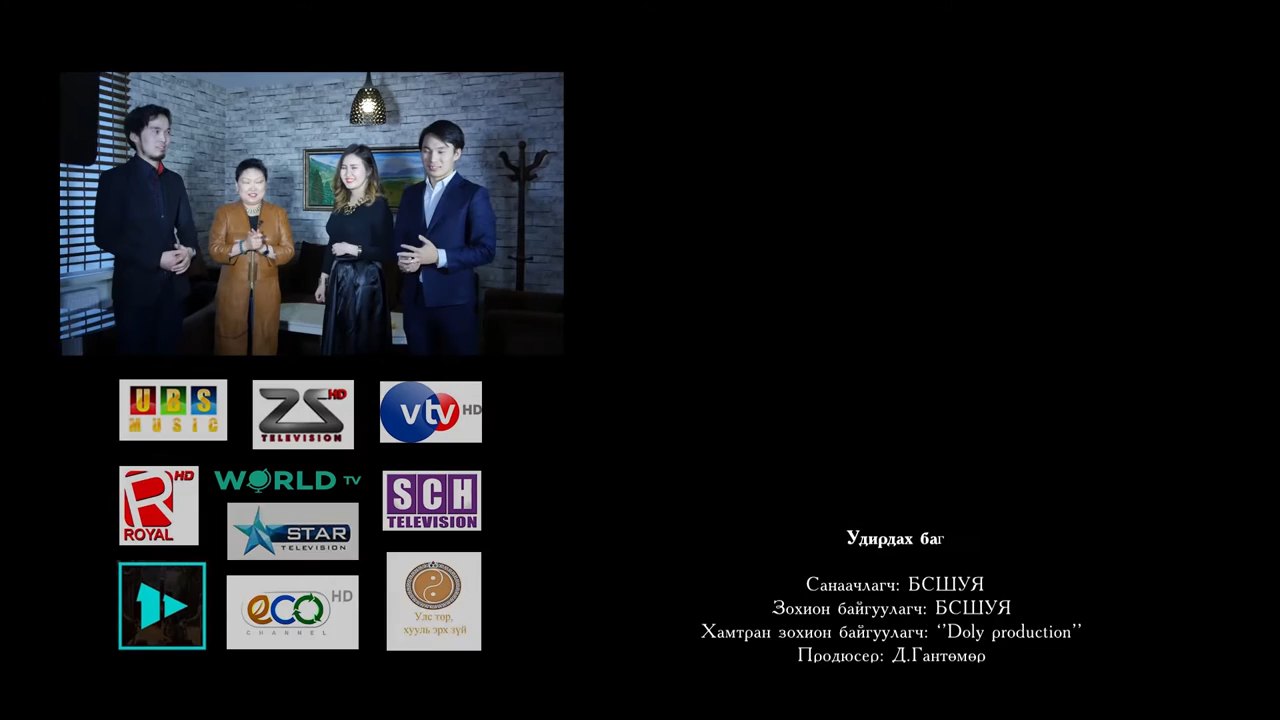 UBS
MUSIC
ZS HD
TELEVISION
vtv HD
R HD
ROYAL
WORLD TV
STAR
TELEVISION
SCH
TELEVISION
1
eco HD
CHANNEL
Улс төр,
хууль эрх зүй
Удирдах баг
Санаачлагч: БСШУЯ
Зохион байгуулагч: БСШУЯ
Хамтран зохион байгуулагч: ‘’Doly production’’
Продюсер: Д.Гантөмөр